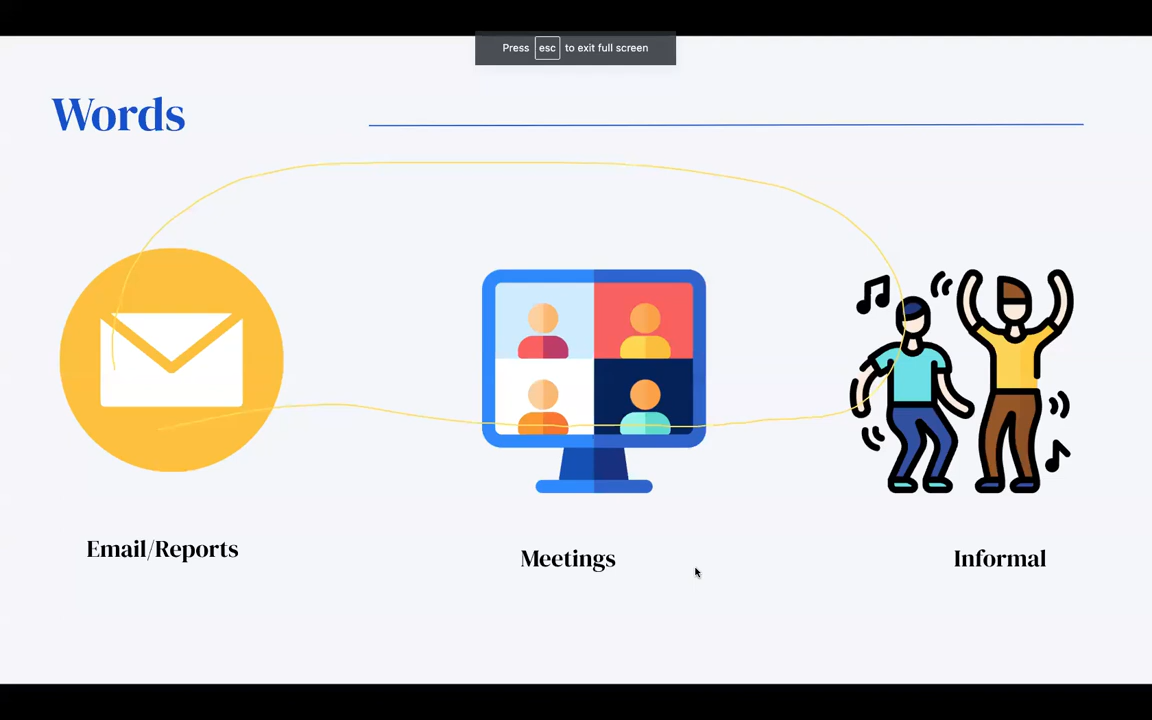 Press esc to exit full screen
Words
Email/Reports
Meetings
Informal